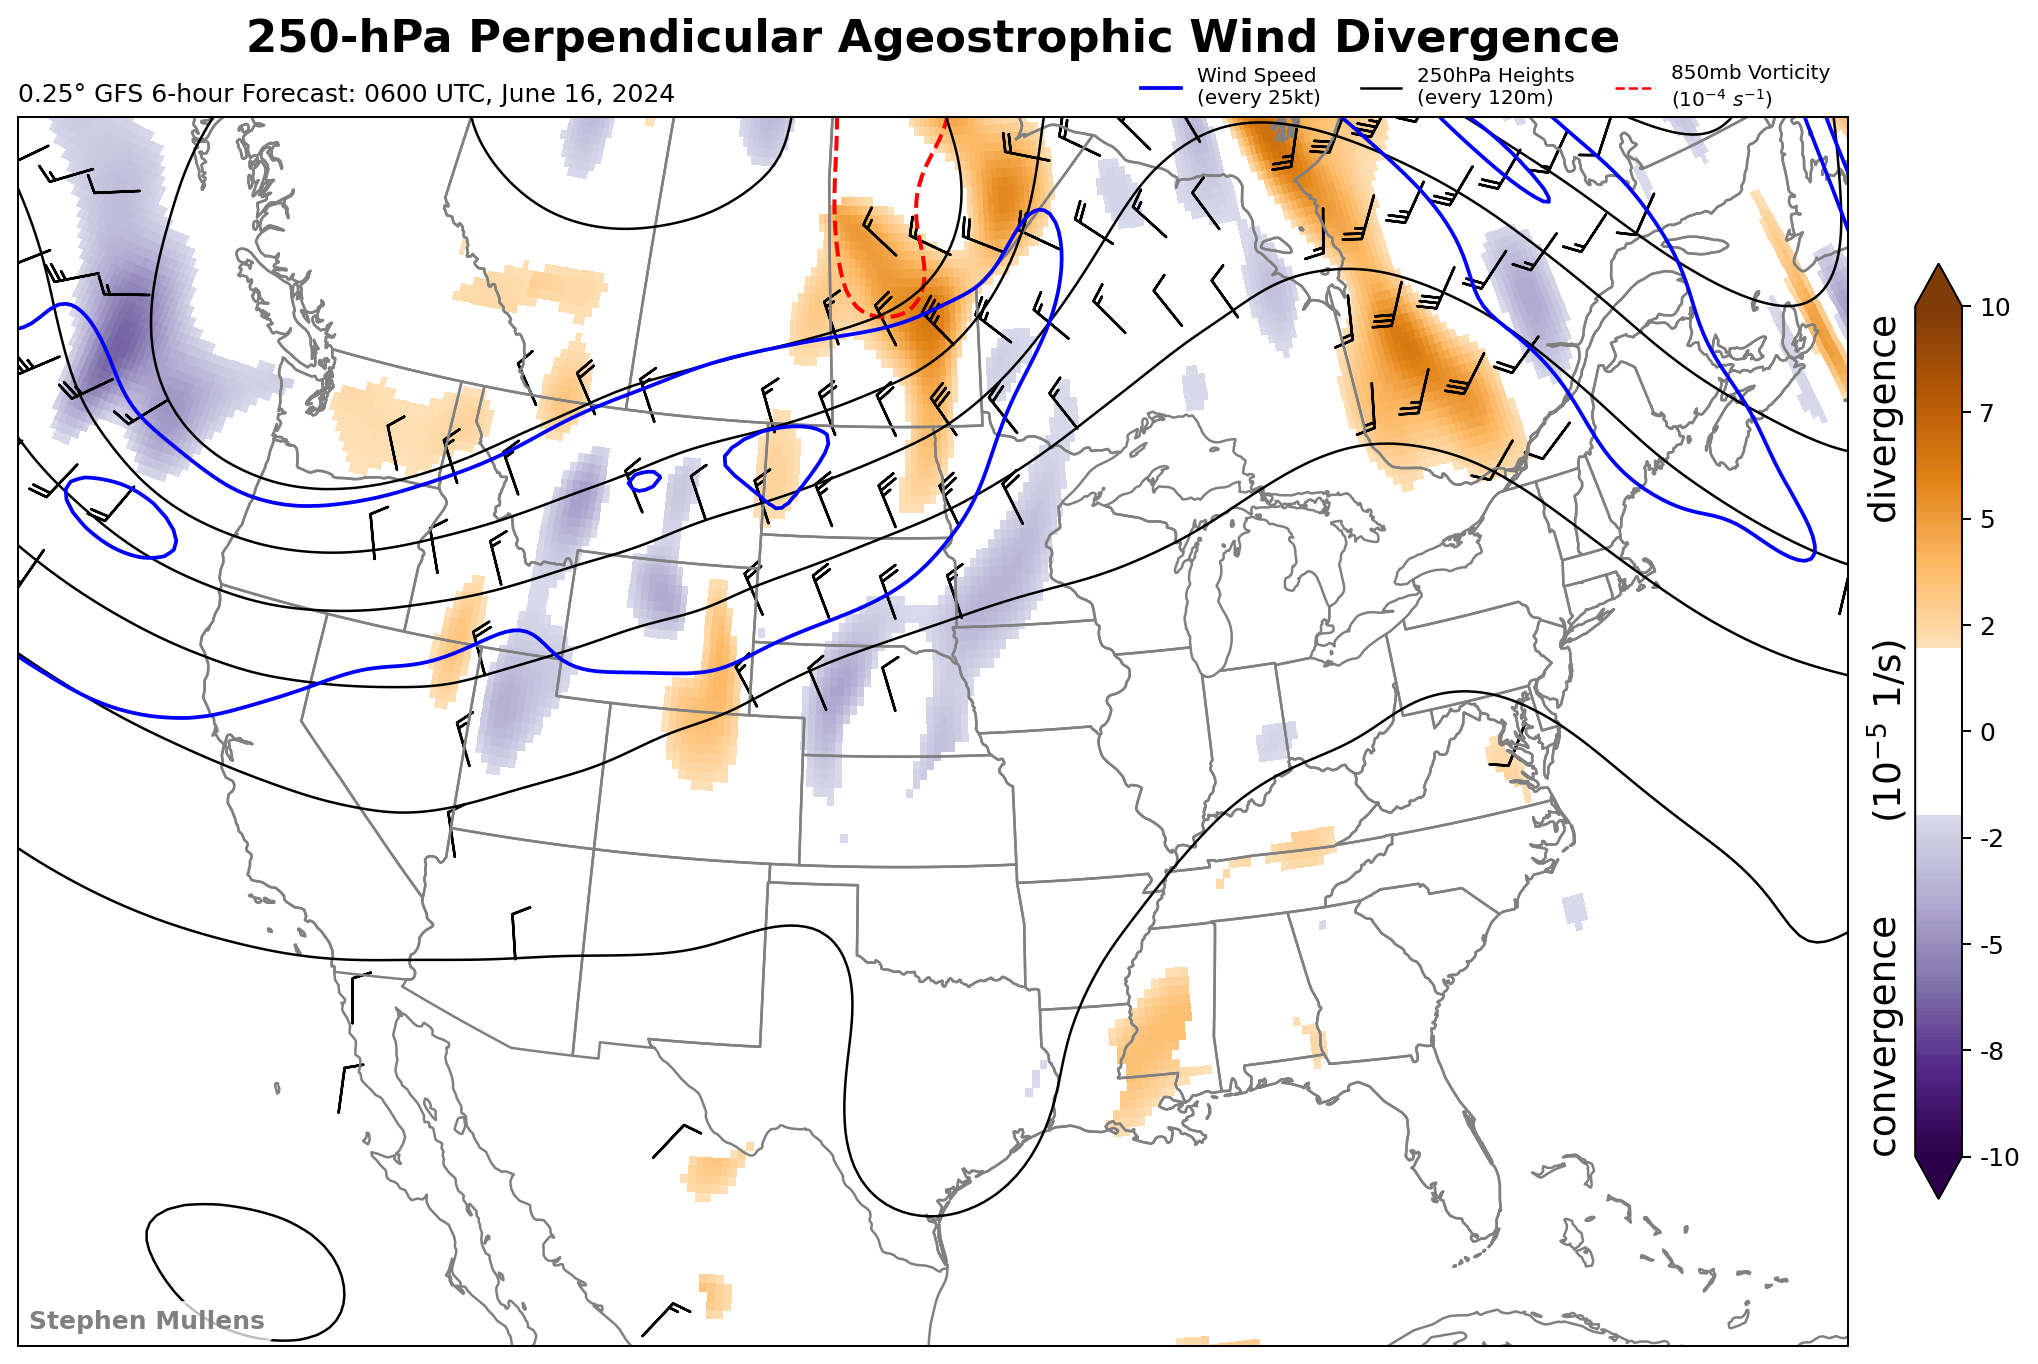 250-hPa Perpendicular Ageostrophic Wind Divergence
0.25° GFS 6-hour Forecast: 0600 UTC, June 16, 2024
Wind Speed
(every 25kt)
250hPa Heights
(every 120m)
850mb Vorticity
(10⁻⁴ s⁻¹)
10
7
5
2
0
-2
-5
-8
-10
convergence (10⁻⁵ 1/s) divergence
Stephen Mullens